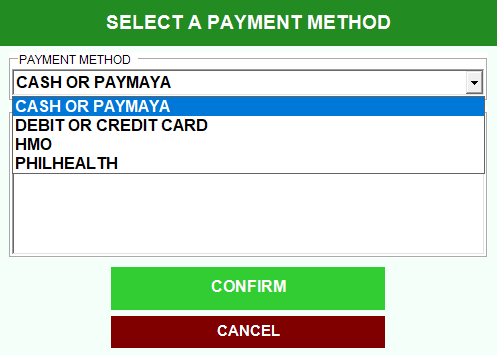 SELECT A PAYMENT METHOD
PAYMENT METHOD
CASH OR PAYMAYA
CASH OR PAYMAYA
DEBIT OR CREDIT CARD
HMO
PHILHEALTH
CONFIRM
CANCEL